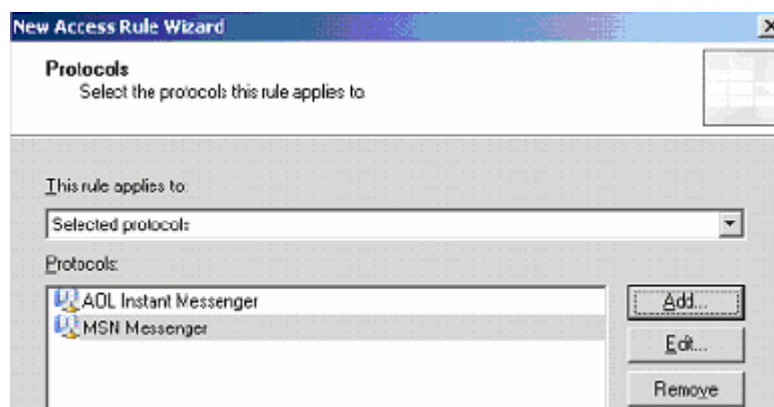 New Access Rule Wizard
Protocols
Select the protocols this rule applies to.
This rule applies to:
Selected protocols
Protocols:
AOL Instant Messenger
MSN Messenger
Add...
Edit...
Remove